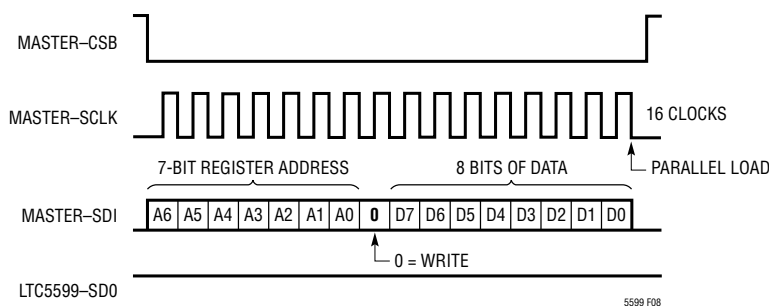 MASTER–CSB
MASTER–SCLK
16 CLOCKS
7-BIT REGISTER ADDRESS
8 BITS OF DATA
PARALLEL LOAD
MASTER–SDI
A6 A5 A4 A3 A2 A1 A0 0 D7 D6 D5 D4 D3 D2 D1 D0
0 = WRITE
LTC5599–SD0
5599 F08